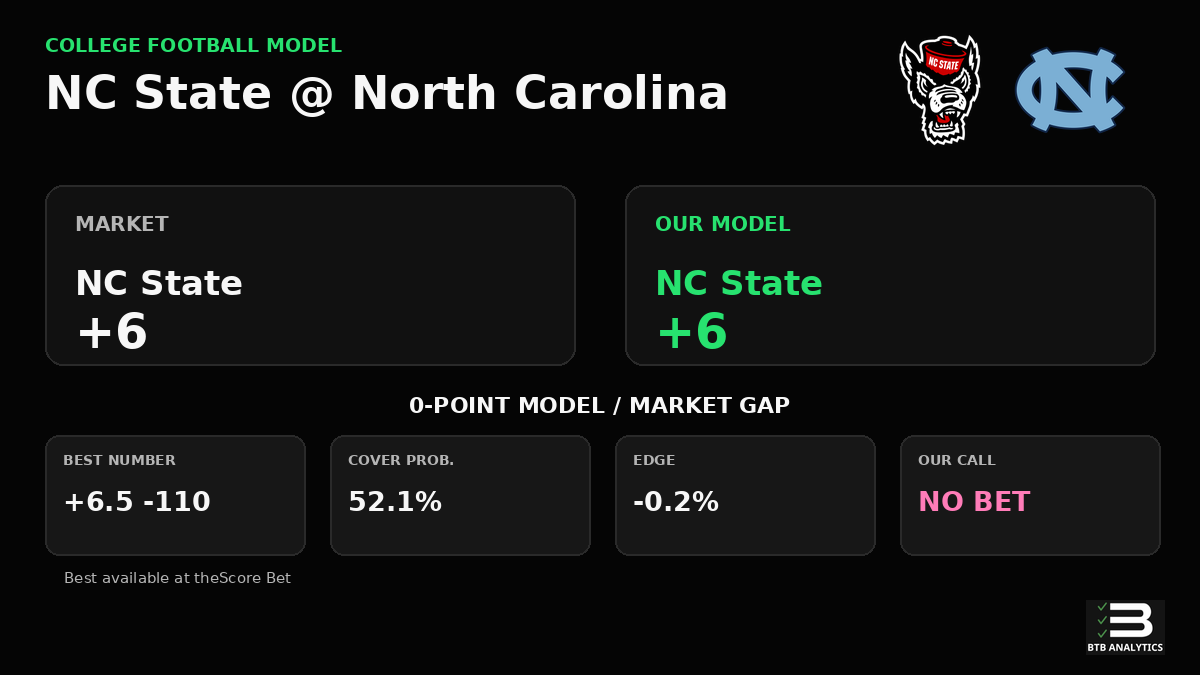 COLLEGE FOOTBALL MODEL
NC State @ North Carolina
NC STATE
NC
MARKET
NC State
+6
OUR MODEL
NC State
+6
0-POINT MODEL / MARKET GAP
BEST NUMBER
+6.5 -110
COVER PROB.
52.1%
EDGE
-0.2%
OUR CALL
NO BET
Best available at theScore Bet
B
BTB ANALYTICS